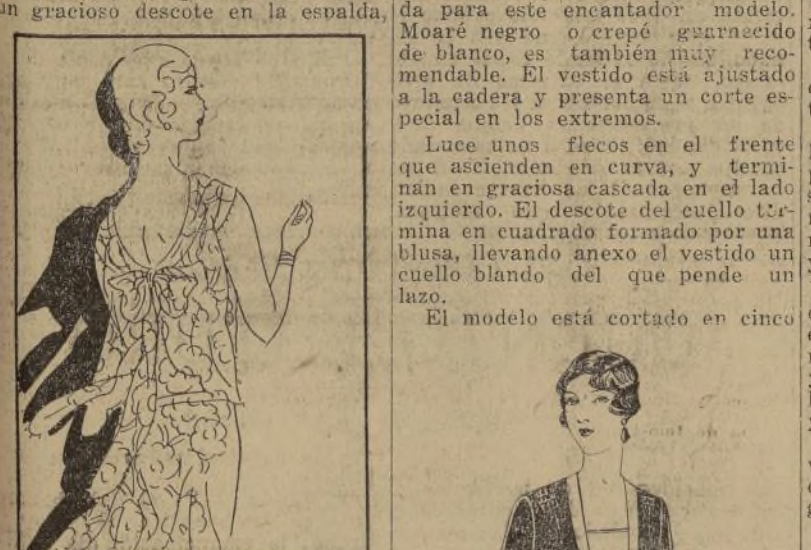 un gracioso descote en la espalda,
da para este encantador modelo.
Moaré negro o crepé guarnecido
de blanco, es también muy reco-
mendable. El vestido está ajustado
a la cadera y presenta un corte es-
pecial en los extremos.
Luce unos flecos en el frente
que ascienden en curva, y termi-
nan en graciosa cascada en el lado
izquierdo. El descote del cuello ter-
mina en cuadrado formado por una
blusa, llevando anexo el vestido un
cuello blando del que pende un
lazo.
El modelo está cortado en cinco